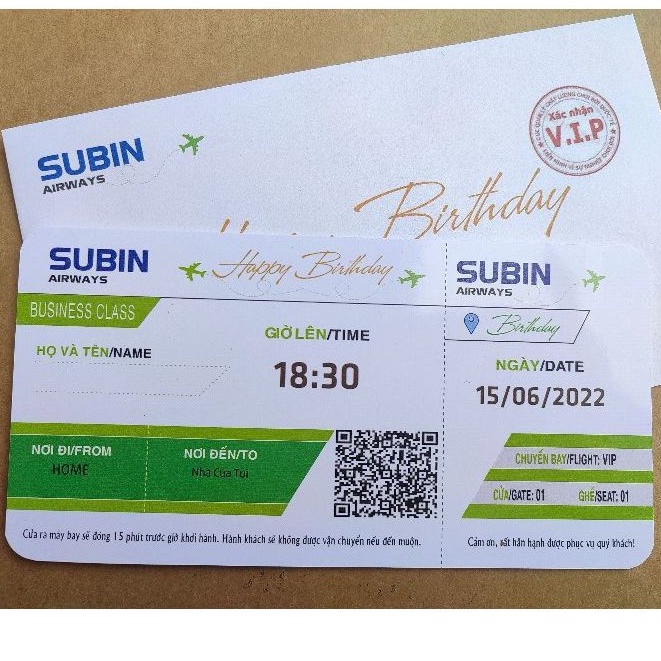 SUBIN
AIRWAYS
Xác nhận
V.I.P
Birthday
SUBIN
AIRWAYS
Happy Birthday
SUBIN
AIRWAYS
BUSINESS CLASS
Birthday
GIỜ LÊN/TIME
HỌ VÀ TÊN/NAME
18:30
NGÀY/DATE
15/06/2022
NƠI ĐI/FROM
HOME
NƠI ĐẾN/TO
Nhà Của Tui
CHUYẾN BAY/FLIGHT: VIP
CỬA/GATE: 01 GHẾ/SEAT: 01
Cửa ra máy bay sẽ đóng 15 phút trước giờ khởi hành. Hành khách sẽ không được vận chuyển nếu đến muộn.
Cảm ơn, rất hân hạnh được phục vụ quý khách!